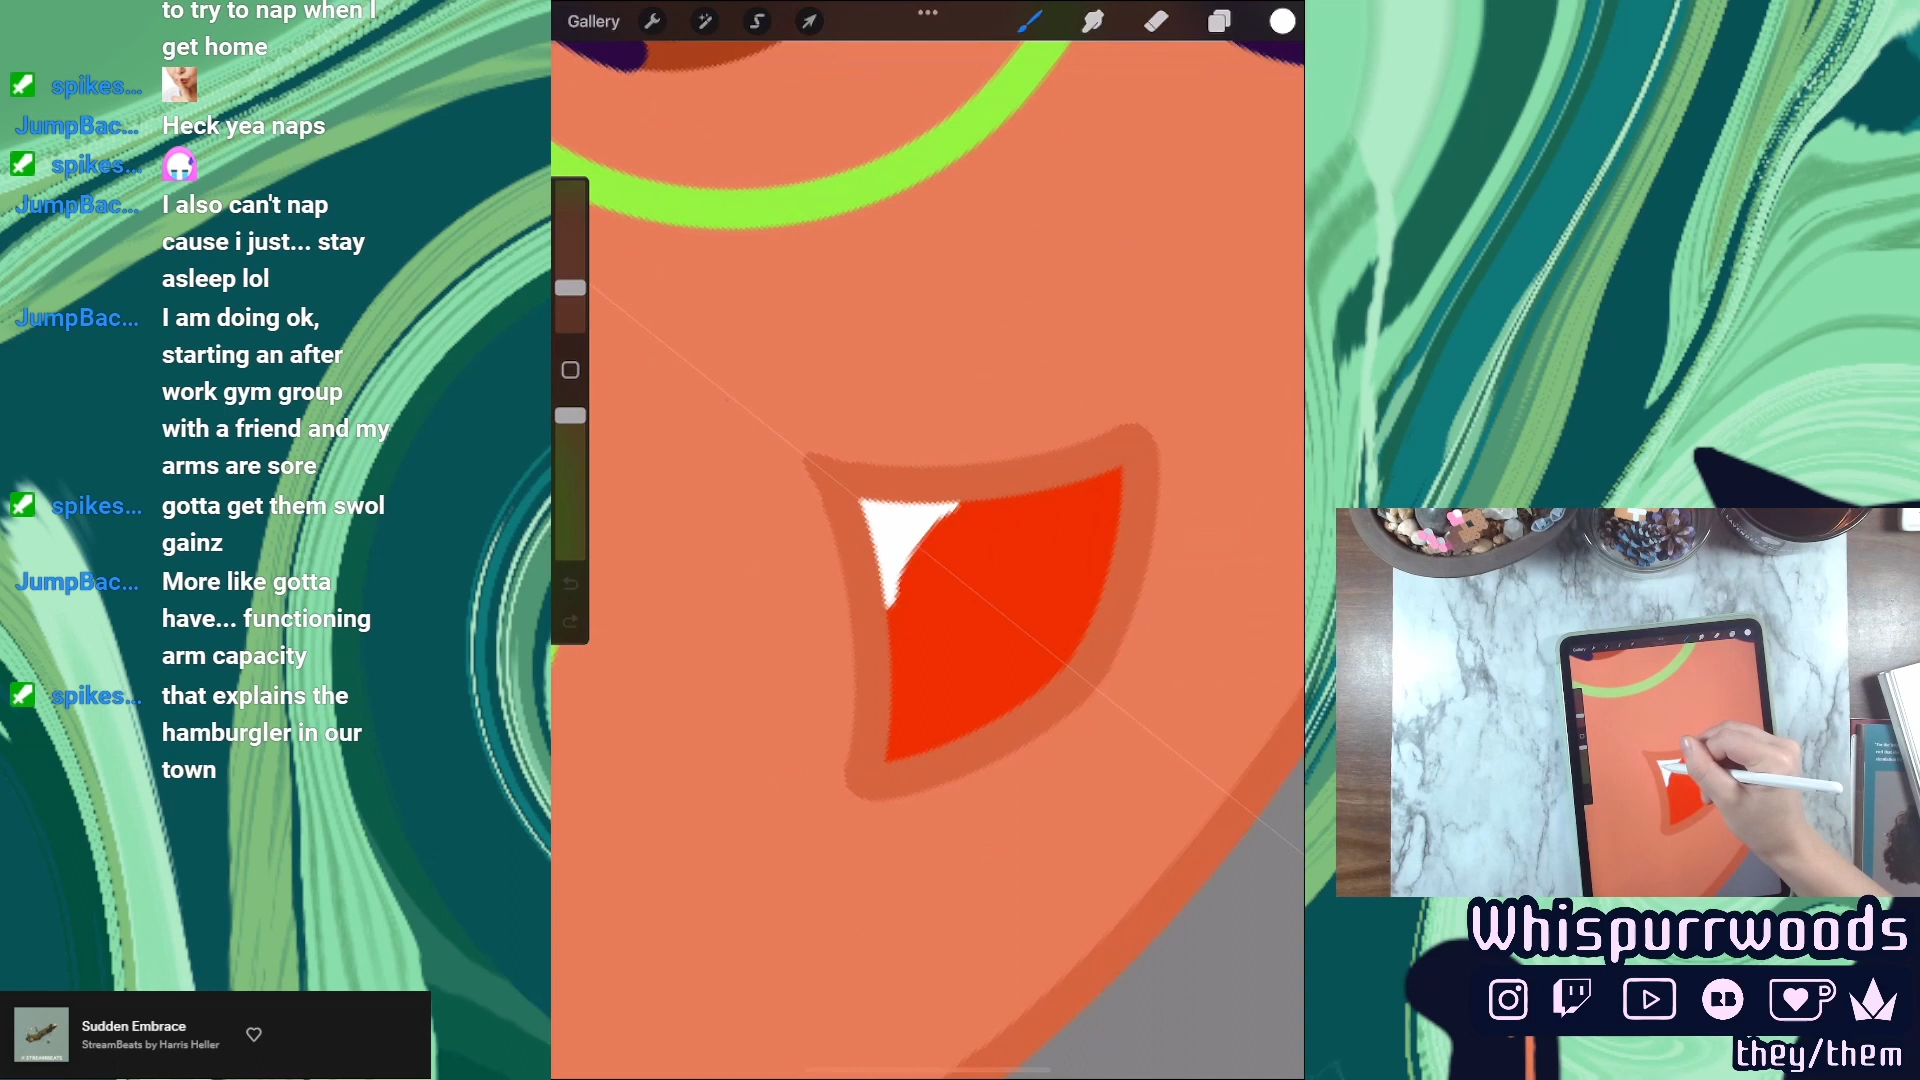 to try to nap when I
get home
spikes...
JumpBac... Heck yea naps
spikes...
JumpBac... I also can't nap
cause i just... stay
asleep lol
JumpBac... I am doing ok,
starting an after
work gym group
with a friend and my
arms are sore
spikes... gotta get them swol
gainz
JumpBac... More like gotta
have... functioning
arm capacity
spikes... that explains the
hamburgler in our
town
Sudden Embrace
StreamBeats by Harris Heller
Gallery
Whispurrwoods
they/them